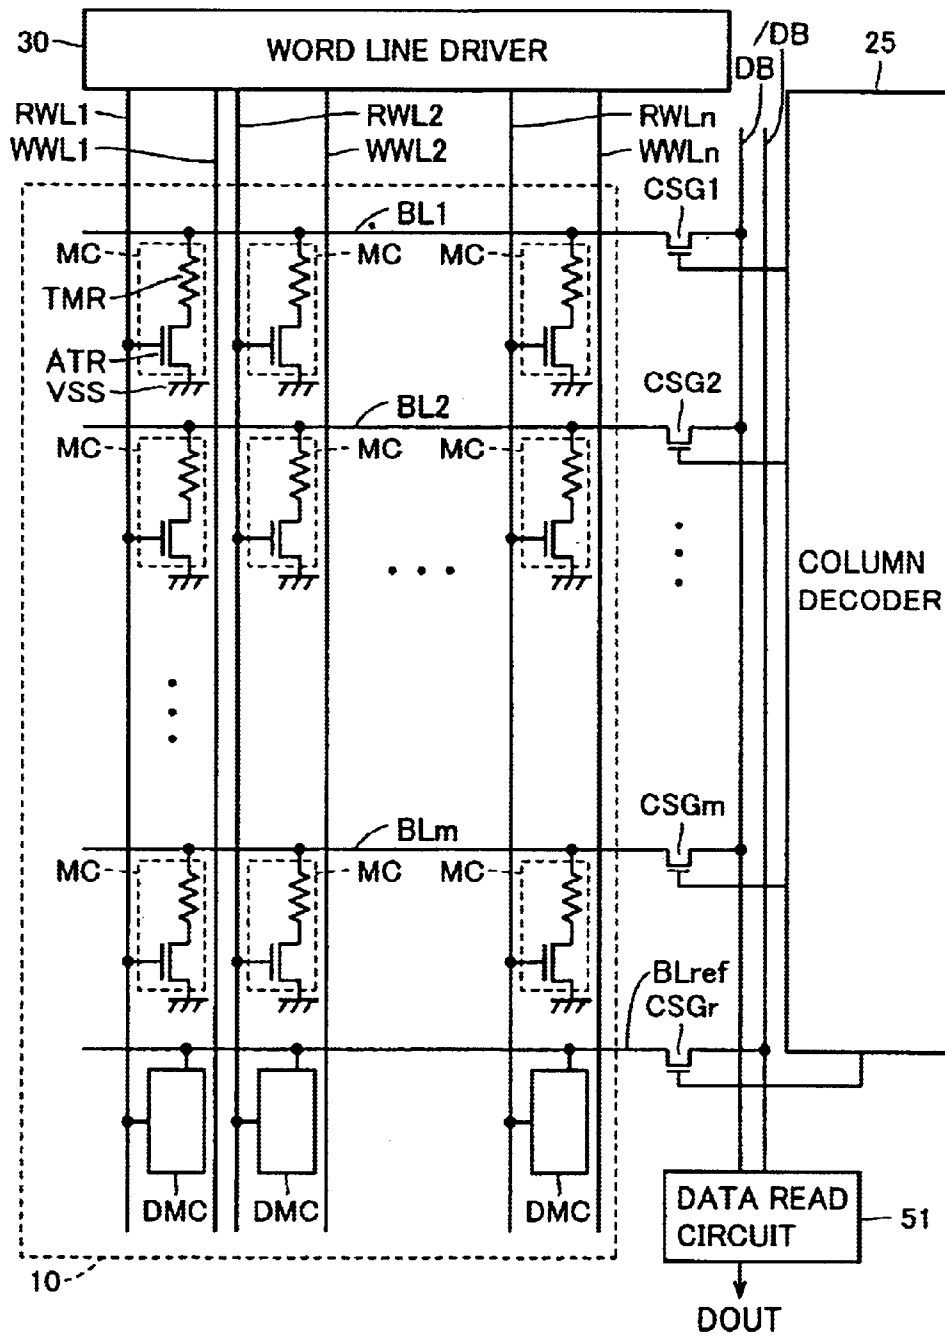 30
WORD LINE DRIVER
/DB
DB
25
RWL1
RWL2
RWLn
WWL1
WWL2
WWLn
CSG1
BL1
MC
MC
MC
TMR
ATR
VSS
CSG2
BL2
MC
MC
MC
COLUMN
DECODER
CSGm
BLm
MC
MC
MC
BLref
CSGr
DMC
DMC
DMC
DATA READ
CIRCUIT
51
10
DOUT